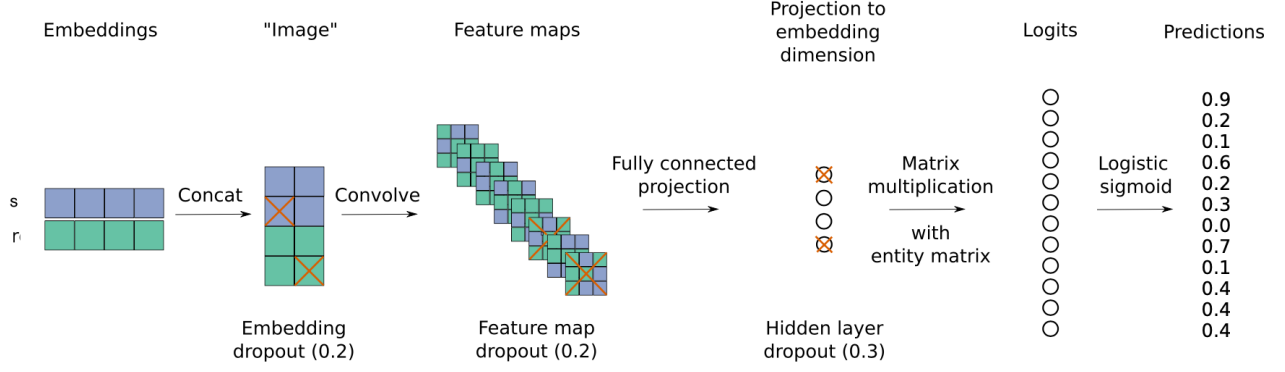 Embeddings
"Image"
Feature maps
Projection to
embedding
dimension
Logits
Predictions
s
r
Concat
Convolve
Fully connected
projection
Matrix
multiplication
with
entity matrix
Logistic
sigmoid
0.9
0.2
0.1
0.6
0.2
0.3
0.0
0.7
0.1
0.4
0.4
0.4
Embedding
dropout (0.2)
Feature map
dropout (0.2)
Hidden layer
dropout (0.3)